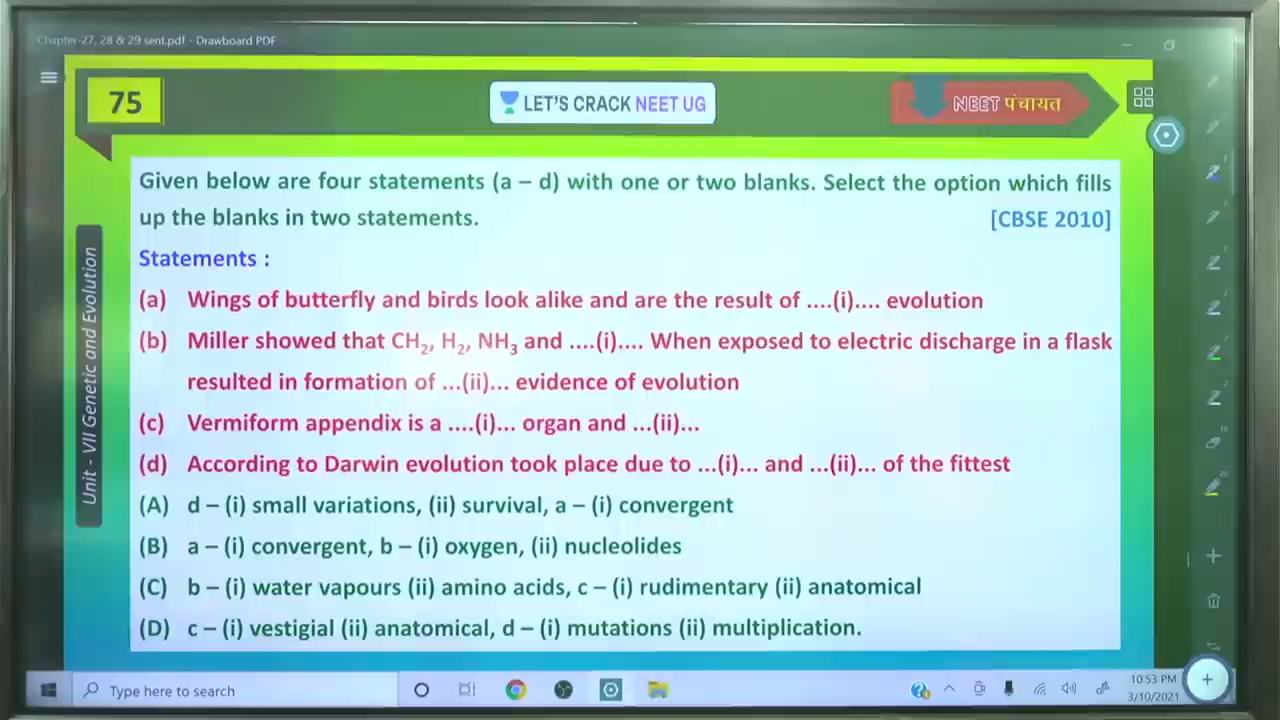 Chapter-27, 28 & 29 sent.pdf - Drawboard PDF
75
LET'S CRACK NEET UG
NEET पंचायत
Unit - VII Genetic and Evolution
Given below are four statements (a – d) with one or two blanks. Select the option which fills
up the blanks in two statements. [CBSE 2010]
Statements :
(a) Wings of butterfly and birds look alike and are the result of ....(i).... evolution
(b) Miller showed that CH₂, H₂, NH₃ and ....(i).... When exposed to electric discharge in a flask
resulted in formation of ...(ii)... evidence of evolution
(c) Vermiform appendix is a ....(i)... organ and ...(ii)...
(d) According to Darwin evolution took place due to ...(i)... and ...(ii)... of the fittest
(A) d – (i) small variations, (ii) survival, a – (i) convergent
(B) a – (i) convergent, b – (i) oxygen, (ii) nucleolides
(C) b – (i) water vapours (ii) amino acids, c – (i) rudimentary (ii) anatomical
(D) c – (i) vestigial (ii) anatomical, d – (i) mutations (ii) multiplication.
Type here to search
10:53 PM
3/10/2021